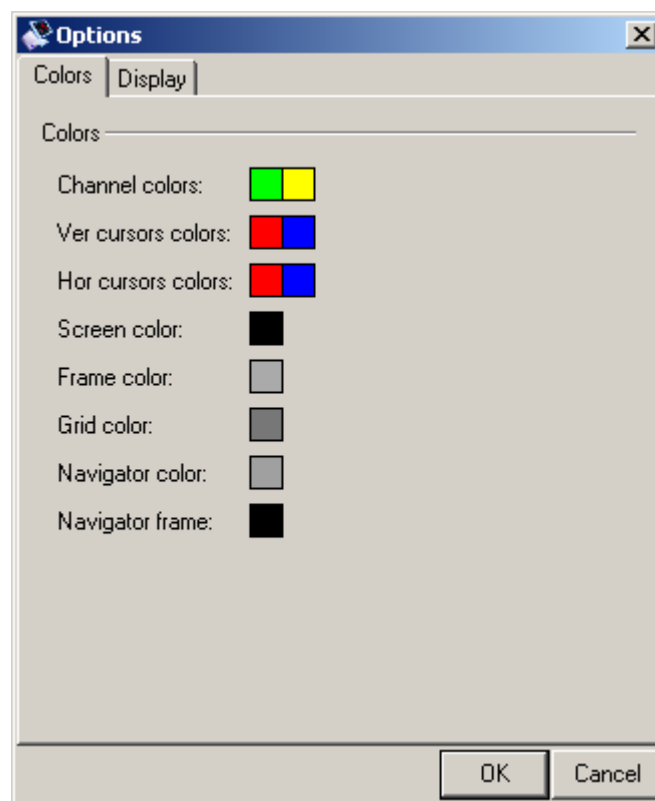 Options
Colors Display
Colors
Channel colors:
Ver cursors colors:
Hor cursors colors:
Screen color:
Frame color:
Grid color:
Navigator color:
Navigator frame:
OK Cancel